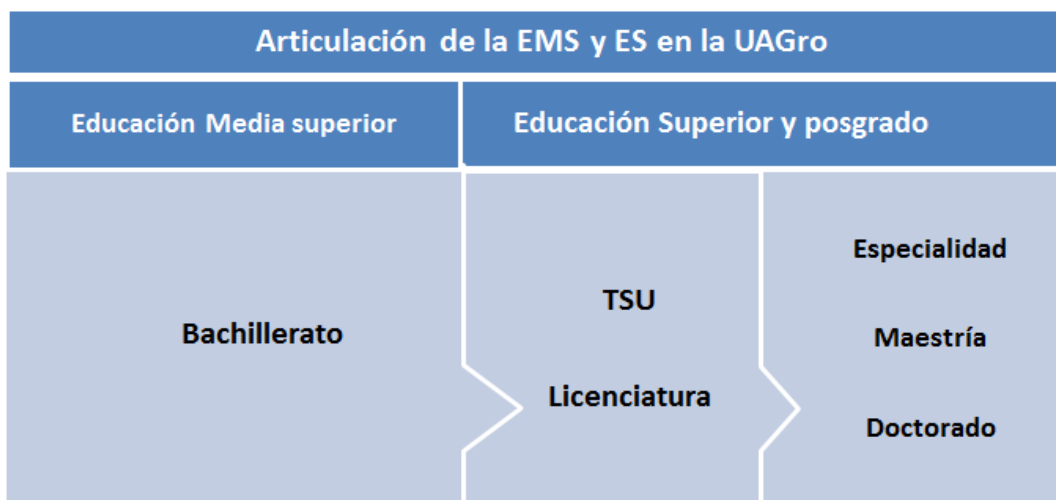 Articulación de la EMS y ES en la UAGro
Educación Media superior
Educación Superior y posgrado
Bachillerato
TSU
Licenciatura
Especialidad
Maestría
Doctorado